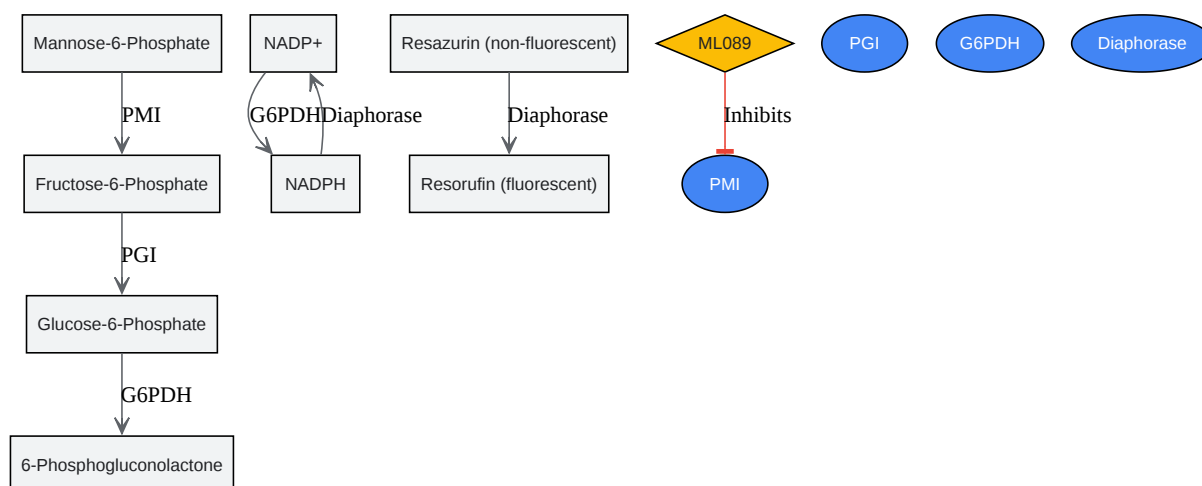 Mannose-6-Phosphate
NADP+
Resazurin (non-fluorescent)
ML089
PGI
G6PDH
Diaphorase
PMI
G6PDH
Diaphorase
Diaphorase
Inhibits
Fructose-6-Phosphate
NADPH
Resorufin (fluorescent)
PMI
PGI
Glucose-6-Phosphate
G6PDH
6-Phosphogluconolactone